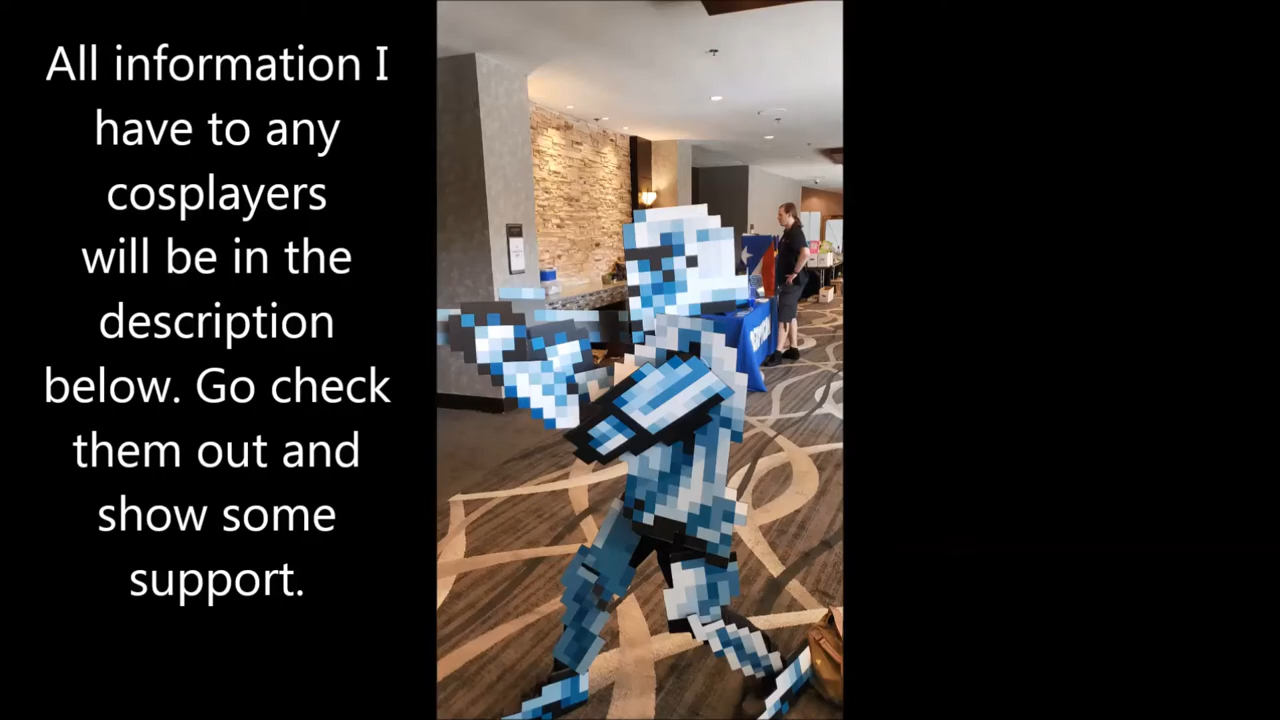 All information I
have to any
cosplayers
will be in the
description
below. Go check
them out and
show some
support.